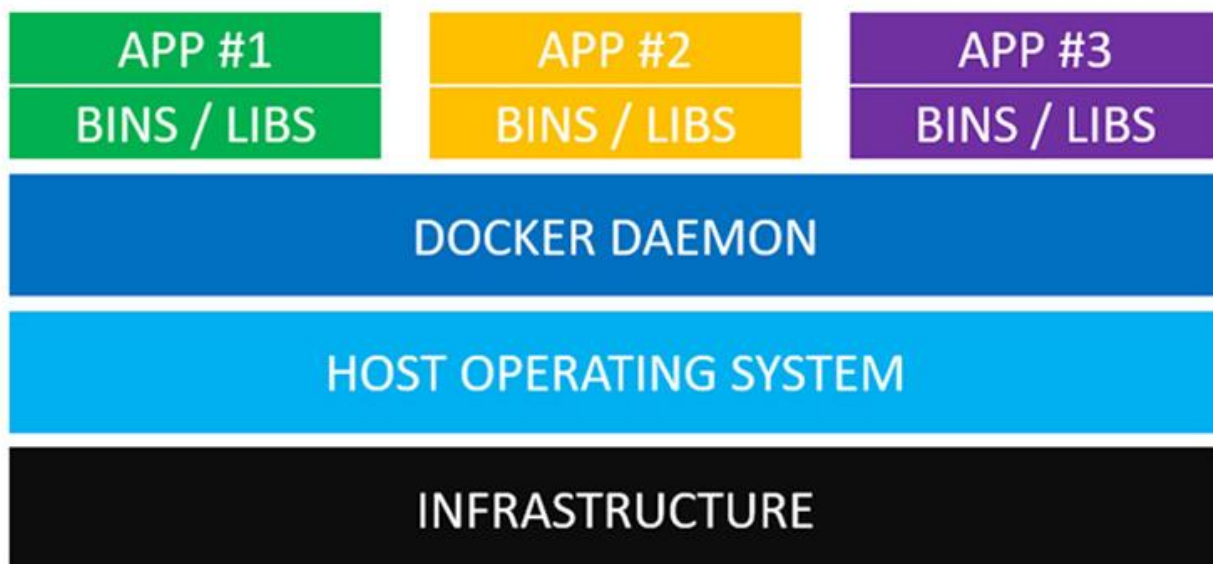 APP #1
APP #2
APP #3
BINS / LIBS
BINS / LIBS
BINS / LIBS
DOCKER DAEMON
HOST OPERATING SYSTEM
INFRASTRUCTURE